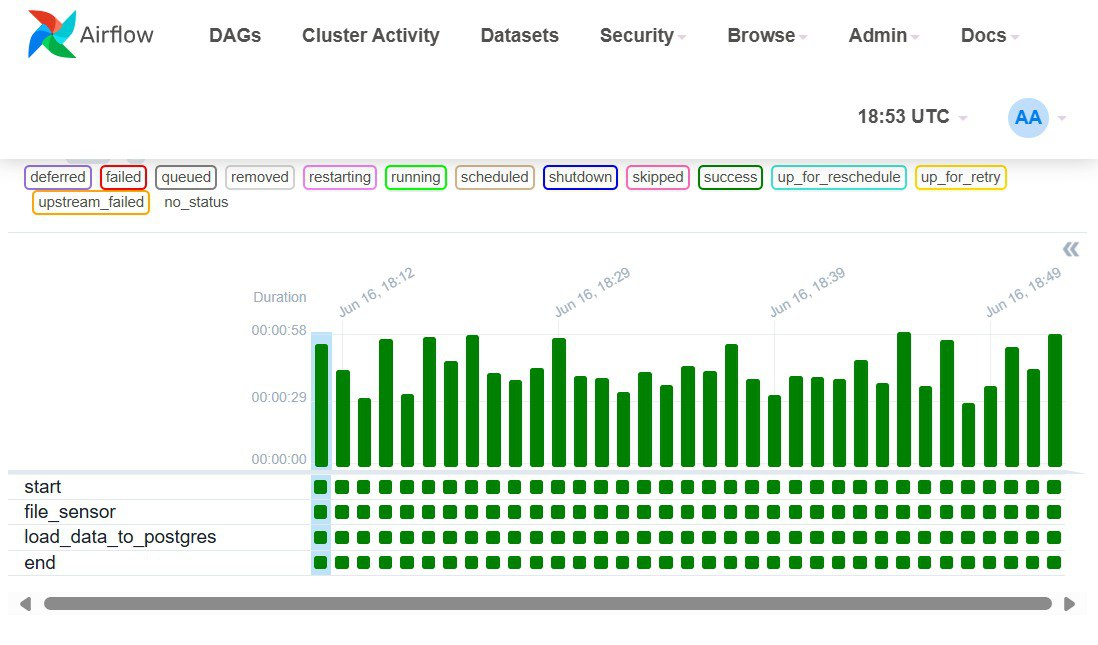 Airflow DAGs Cluster Activity Datasets Security Browse Admin Docs
18:53 UTC AA
deferred failed queued removed restarting running scheduled shutdown skipped success up_for_reschedule up_for_retry
upstream_failed no_status
Jun 16, 18:12 Jun 16, 18:29 Jun 16, 18:39 Jun 16, 18:49
Duration
00:00:58
00:00:29
00:00:00
start
file_sensor
load_data_to_postgres
end